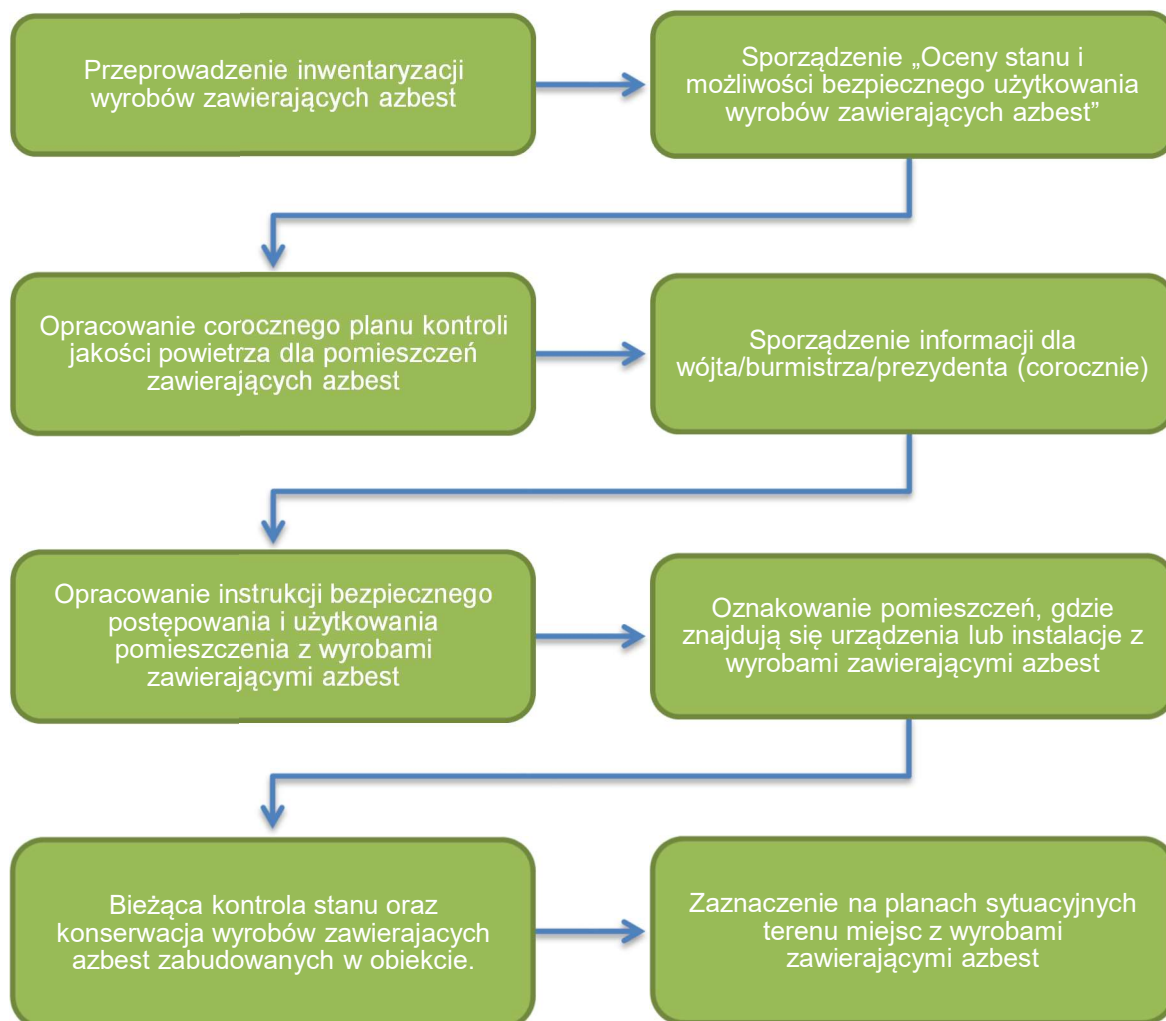 Przeprowadzenie inwentaryzacji
wyrobów zawierających azbest
Sporządzenie „Oceny stanu i
możliwości bezpiecznego użytkowania
wyrobów zawierających azbest”
Opracowanie corocznego planu kontroli
jakości powietrza dla pomieszczeń
zawierających azbest
Sporządzenie informacji dla
wójta/burmistrza/prezydenta (corocznie)
Opracowanie instrukcji bezpiecznego
postępowania i użytkowania
pomieszczenia z wyrobami
zawierającymi azbest
Oznakowanie pomieszczeń, gdzie
znajdują się urządzenia lub instalacje z
wyrobami zawierającymi azbest
Bieżąca kontrola stanu oraz
konserwacja wyrobów zawierajacych
azbest zabudowanych w obiekcie.
Zaznaczenie na planach sytuacyjnych
terenu miejsc z wyrobami
zawierającymi azbest